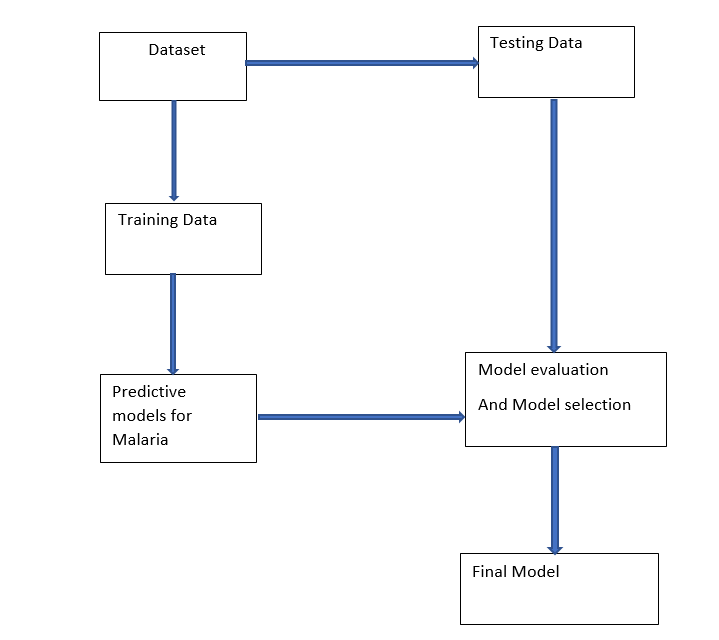 Dataset
Testing Data
Training Data
Predictive
models for
Malaria
Model evaluation
And Model selection
Final Model